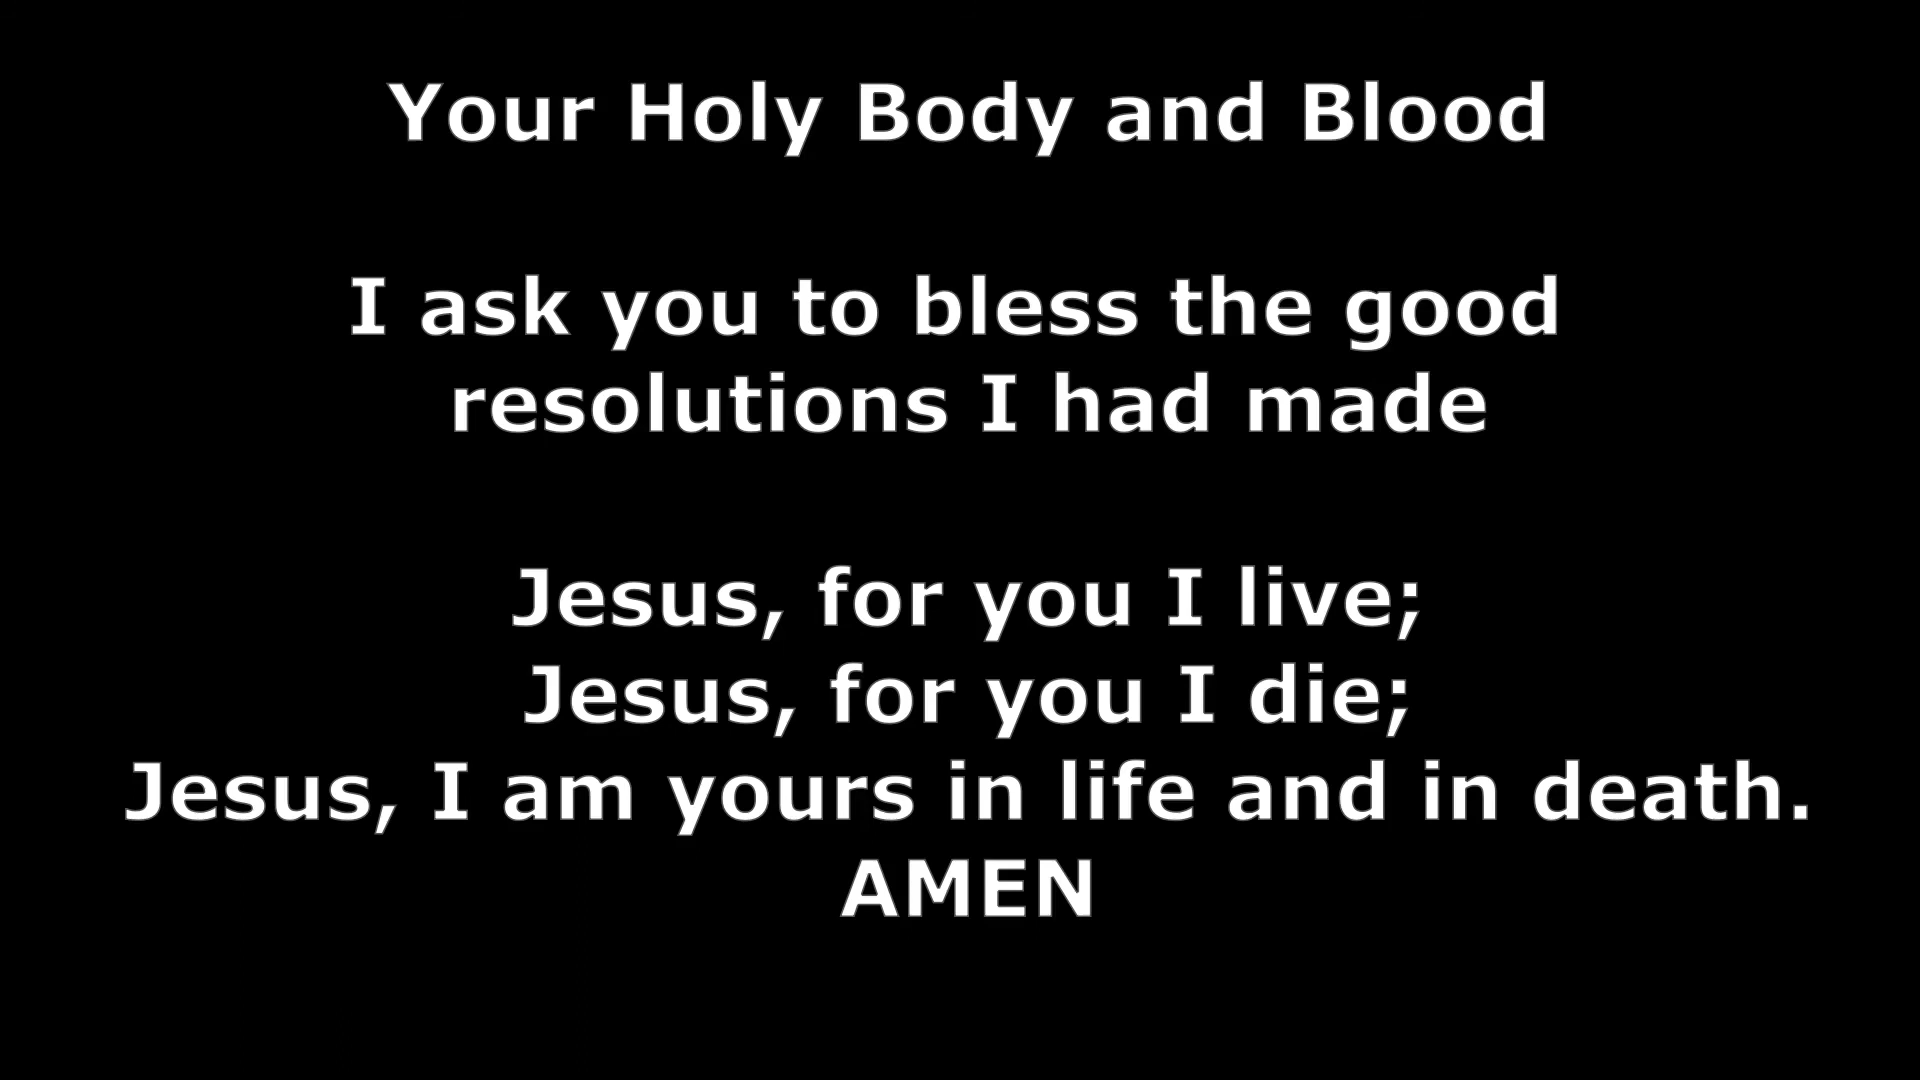 Your Holy Body and Blood
I ask you to bless the good
resolutions I had made
Jesus, for you I live;
Jesus, for you I die;
Jesus, I am yours in life and in death.
AMEN